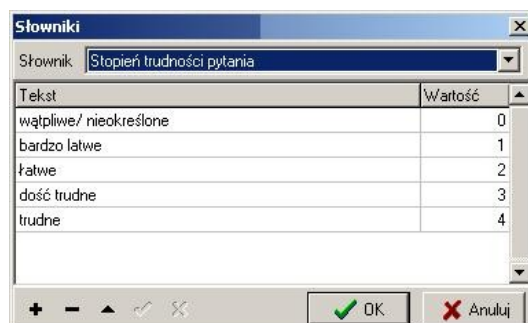 Słowniki
Słownik Stopień trudności pytania
Tekst Wartość
wątpliwe/ nieokreślone 0
bardzo latwe 1
łatwe 2
dość trudne 3
trudne 4
OK Anuluj